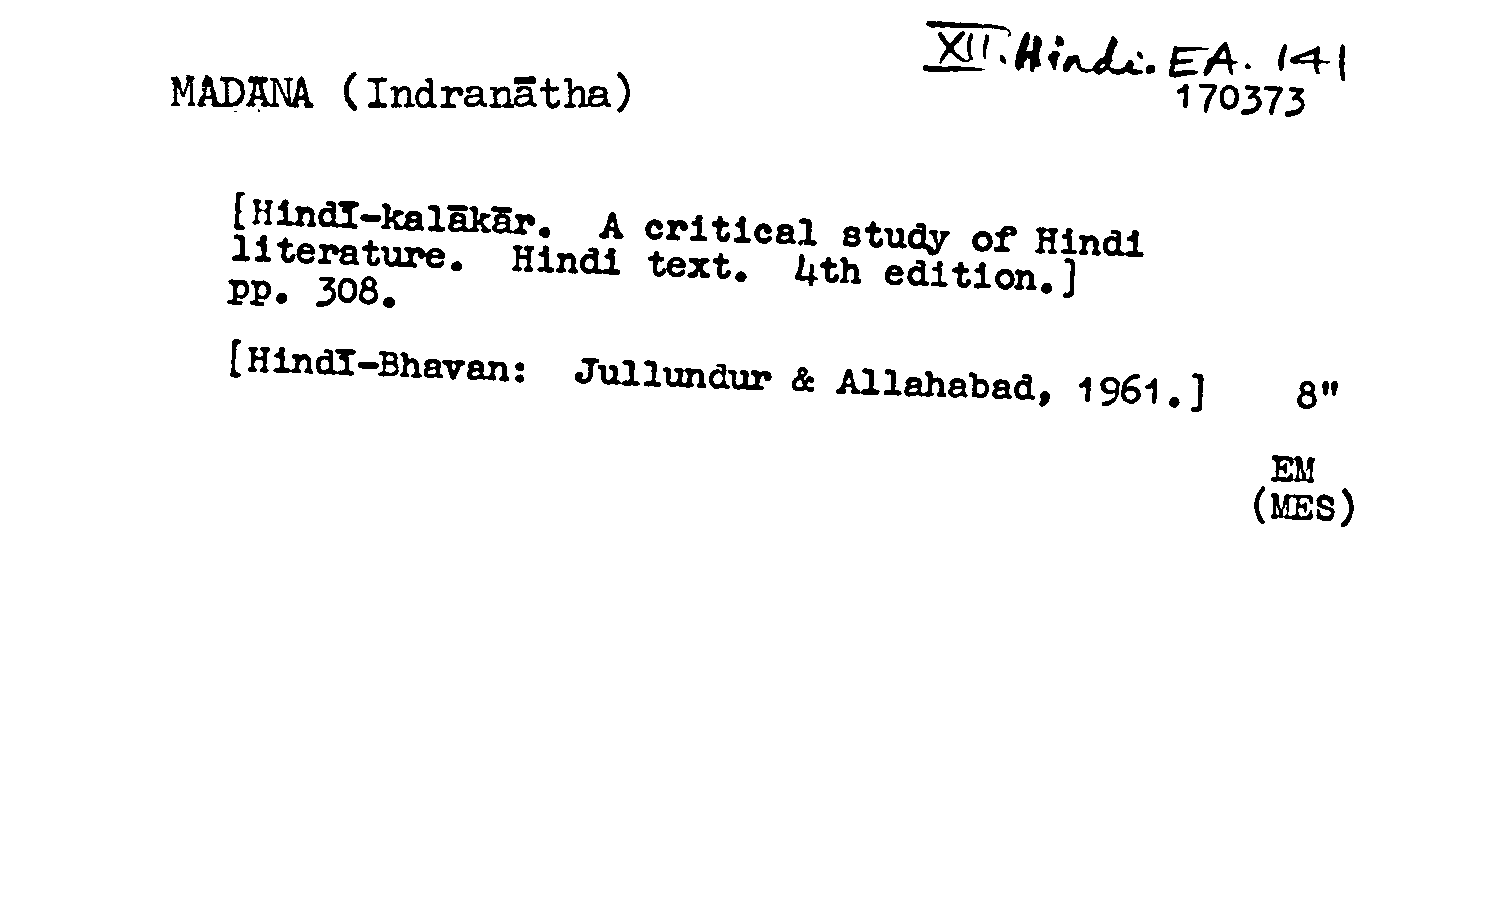 XII. Hindi. EA. 141
MADĀNA (Indranātha)
170373
[Hindī-kalākār. A critical study of Hindi
literature. Hindi text. 4th edition.]
pp. 308.
[Hindī-Bhavan: Jullundur & Allahabad, 1961.] 8"
EM
(MES)